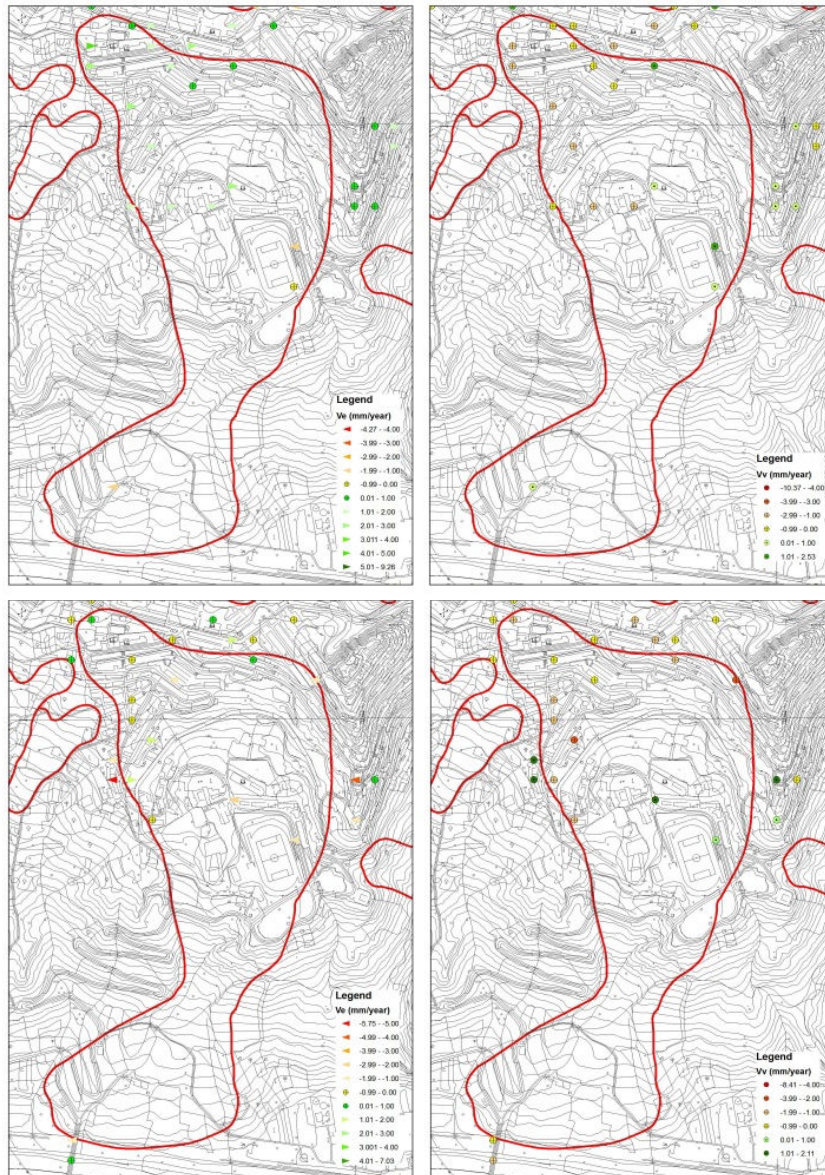 Legend
Ve (mm/year)
-4.27 - -4.00
-3.99 - -3.00
-2.99 - -2.00
-1.99 - -1.00
-0.99 - 0.00
0.01 - 1.00
1.01 - 2.00
2.01 - 3.00
3.011 - 4.00
4.01 - 5.00
5.01 - 9.26
Legend
Vv (mm/year)
-10.37 - -4.00
-3.99 - -3.00
-2.99 - -1.00
-0.99 - 0.00
0.01 - 1.00
1.01 - 2.53
Legend
Ve (mm/year)
-5.75 - -5.00
-4.99 - -4.00
-3.99 - -3.00
-2.99 - -2.00
-1.99 - -1.00
-0.99 - 0.00
0.01 - 1.00
1.01 - 2.00
2.01 - 3.00
3.001 - 4.00
4.01 - 7.03
Legend
Vv (mm/year)
-8.41 - -4.00
-3.99 - -2.00
-1.99 - -1.00
-0.99 - 0.00
0.01 - 1.00
1.01 - 2.11